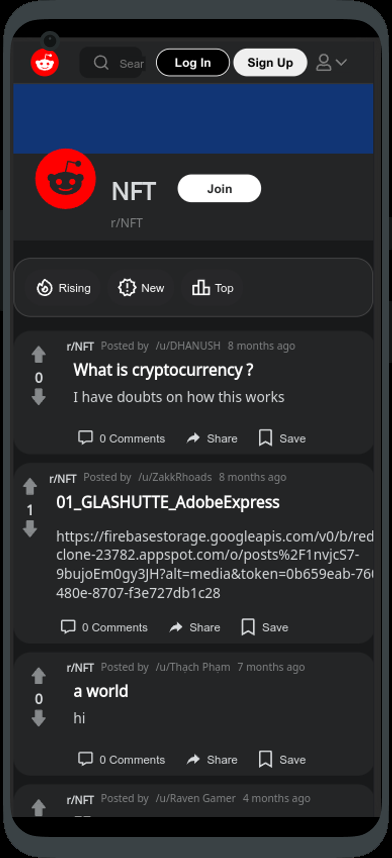 Sear
Log In
Sign Up
NFT
Join
r/NFT
Rising
New
Top
r/NFT Posted by /u/DHANUSH 8 months ago
What is cryptocurrency ?
0
I have doubts on how this works
0 Comments Share Save
r/NFT Posted by /u/ZakkRhoads 8 months ago
01_GLASHUTTE_AdobeExpress
1
https://firebasestorage.googleapis.com/v0/b/red
clone-23782.appspot.com/o/posts%2F1nvjcS7-
9bujoEm0gy3JH?alt=media&token=0b659eab-760
480e-8707-f3e727db1c28
0 Comments Share Save
r/NFT Posted by /u/Thạch Phạm 7 months ago
a world
0
hi
0 Comments Share Save
r/NFT Posted by /u/Raven Gamer 4 months ago